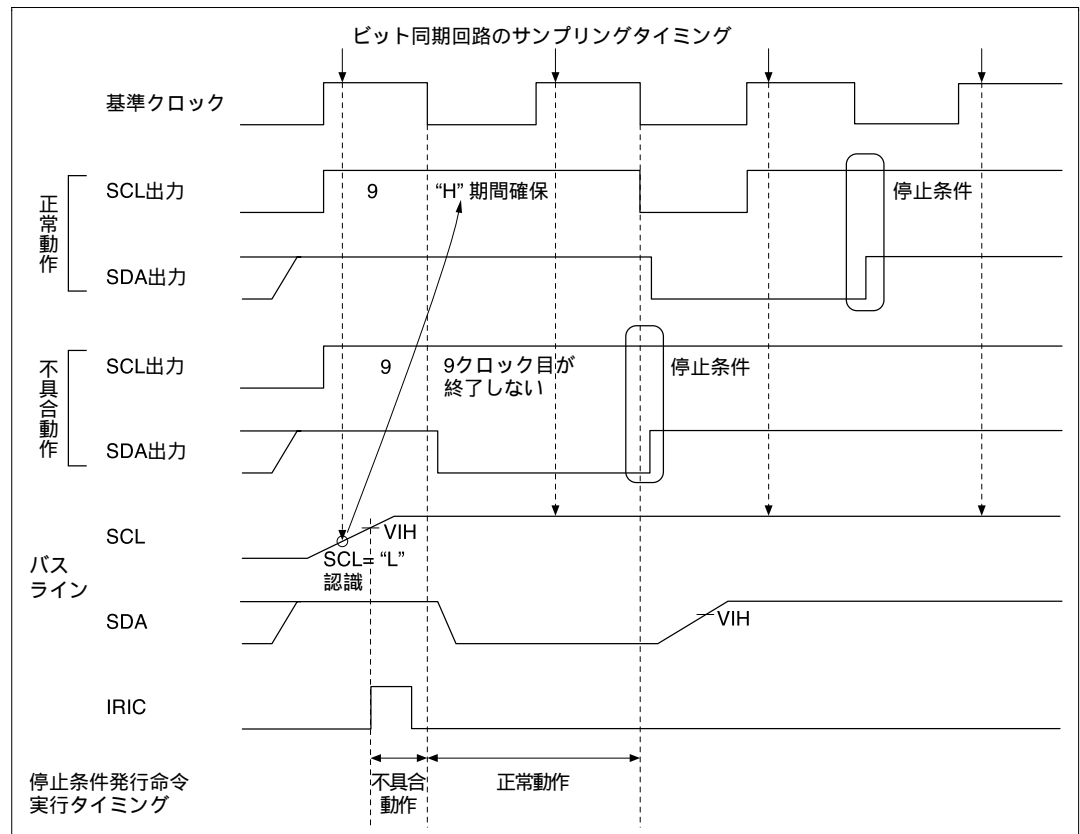 ビット同期回路のサンプリングタイミング
基準クロック
正常動作
SCL出力
9
“H” 期間確保
停止条件
SDA出力
不具合動作
SCL出力
9
9クロック目が
終了しない
停止条件
SDA出力
バス
ライン
SCL
VIH
SCL= “L”
認識
SDA
VIH
IRIC
停止条件発行命令
実行タイミング
不具合
動作
正常動作